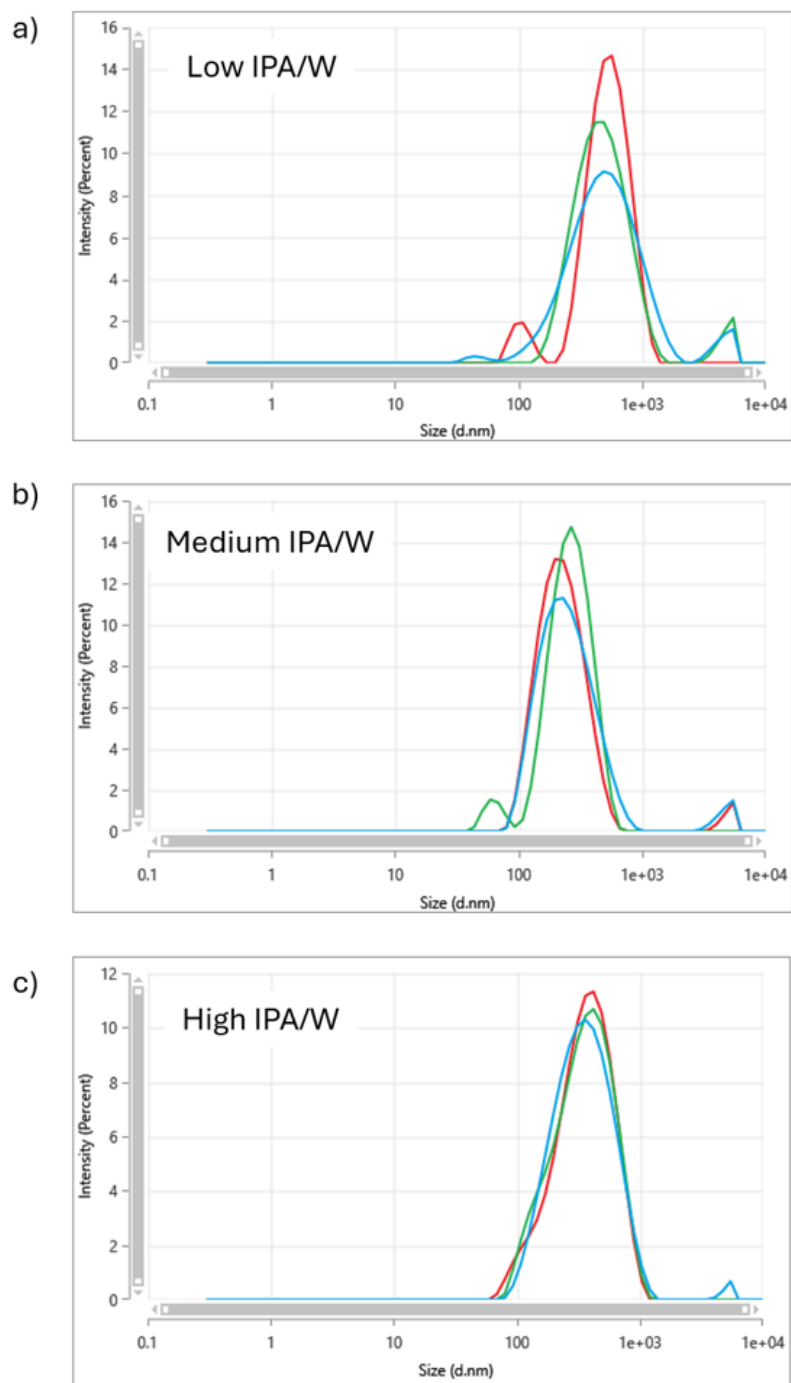 a)
Low IPA/W
16
14
12
10
8
6
4
2
0
Intensity (Percent)
0.1 1 10 100 1e+03 1e+04
Size (d.nm)
b)
Medium IPA/W
16
14
12
10
8
6
4
2
0
Intensity (Percent)
0.1 1 10 100 1e+03 1e+04
Size (d.nm)
c)
High IPA/W
12
10
8
6
4
2
0
Intensity (Percent)
0.1 1 10 100 1e+03 1e+04
Size (d.nm)